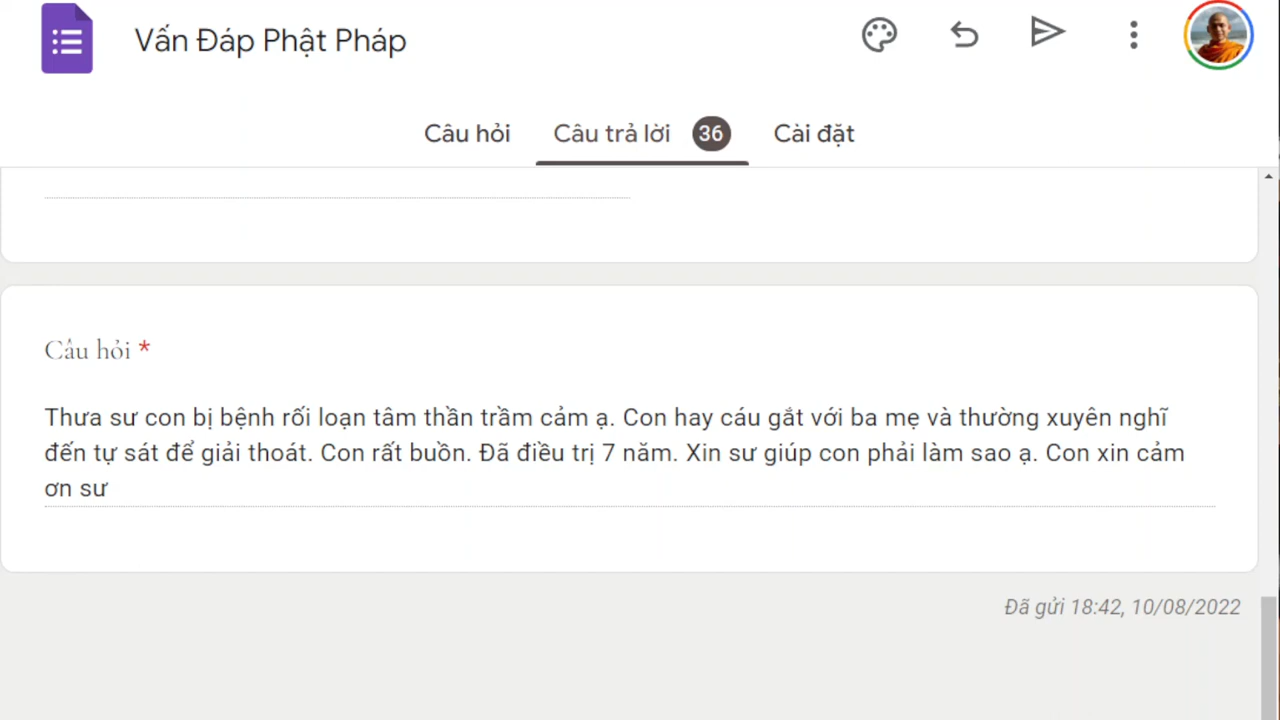 Vấn Đáp Phật Pháp
Câu hỏi
Câu trả lời 36
Cài đặt
Câu hỏi *
Thưa sư con bị bệnh rối loạn tâm thần trầm cảm ạ. Con hay cáu gắt với ba mẹ và thường xuyên nghĩ
đến tự sát để giải thoát. Con rất buồn. Đã điều trị 7 năm. Xin sư giúp con phải làm sao ạ. Con xin cảm
ơn sư
Đã gửi 18:42, 10/08/2022